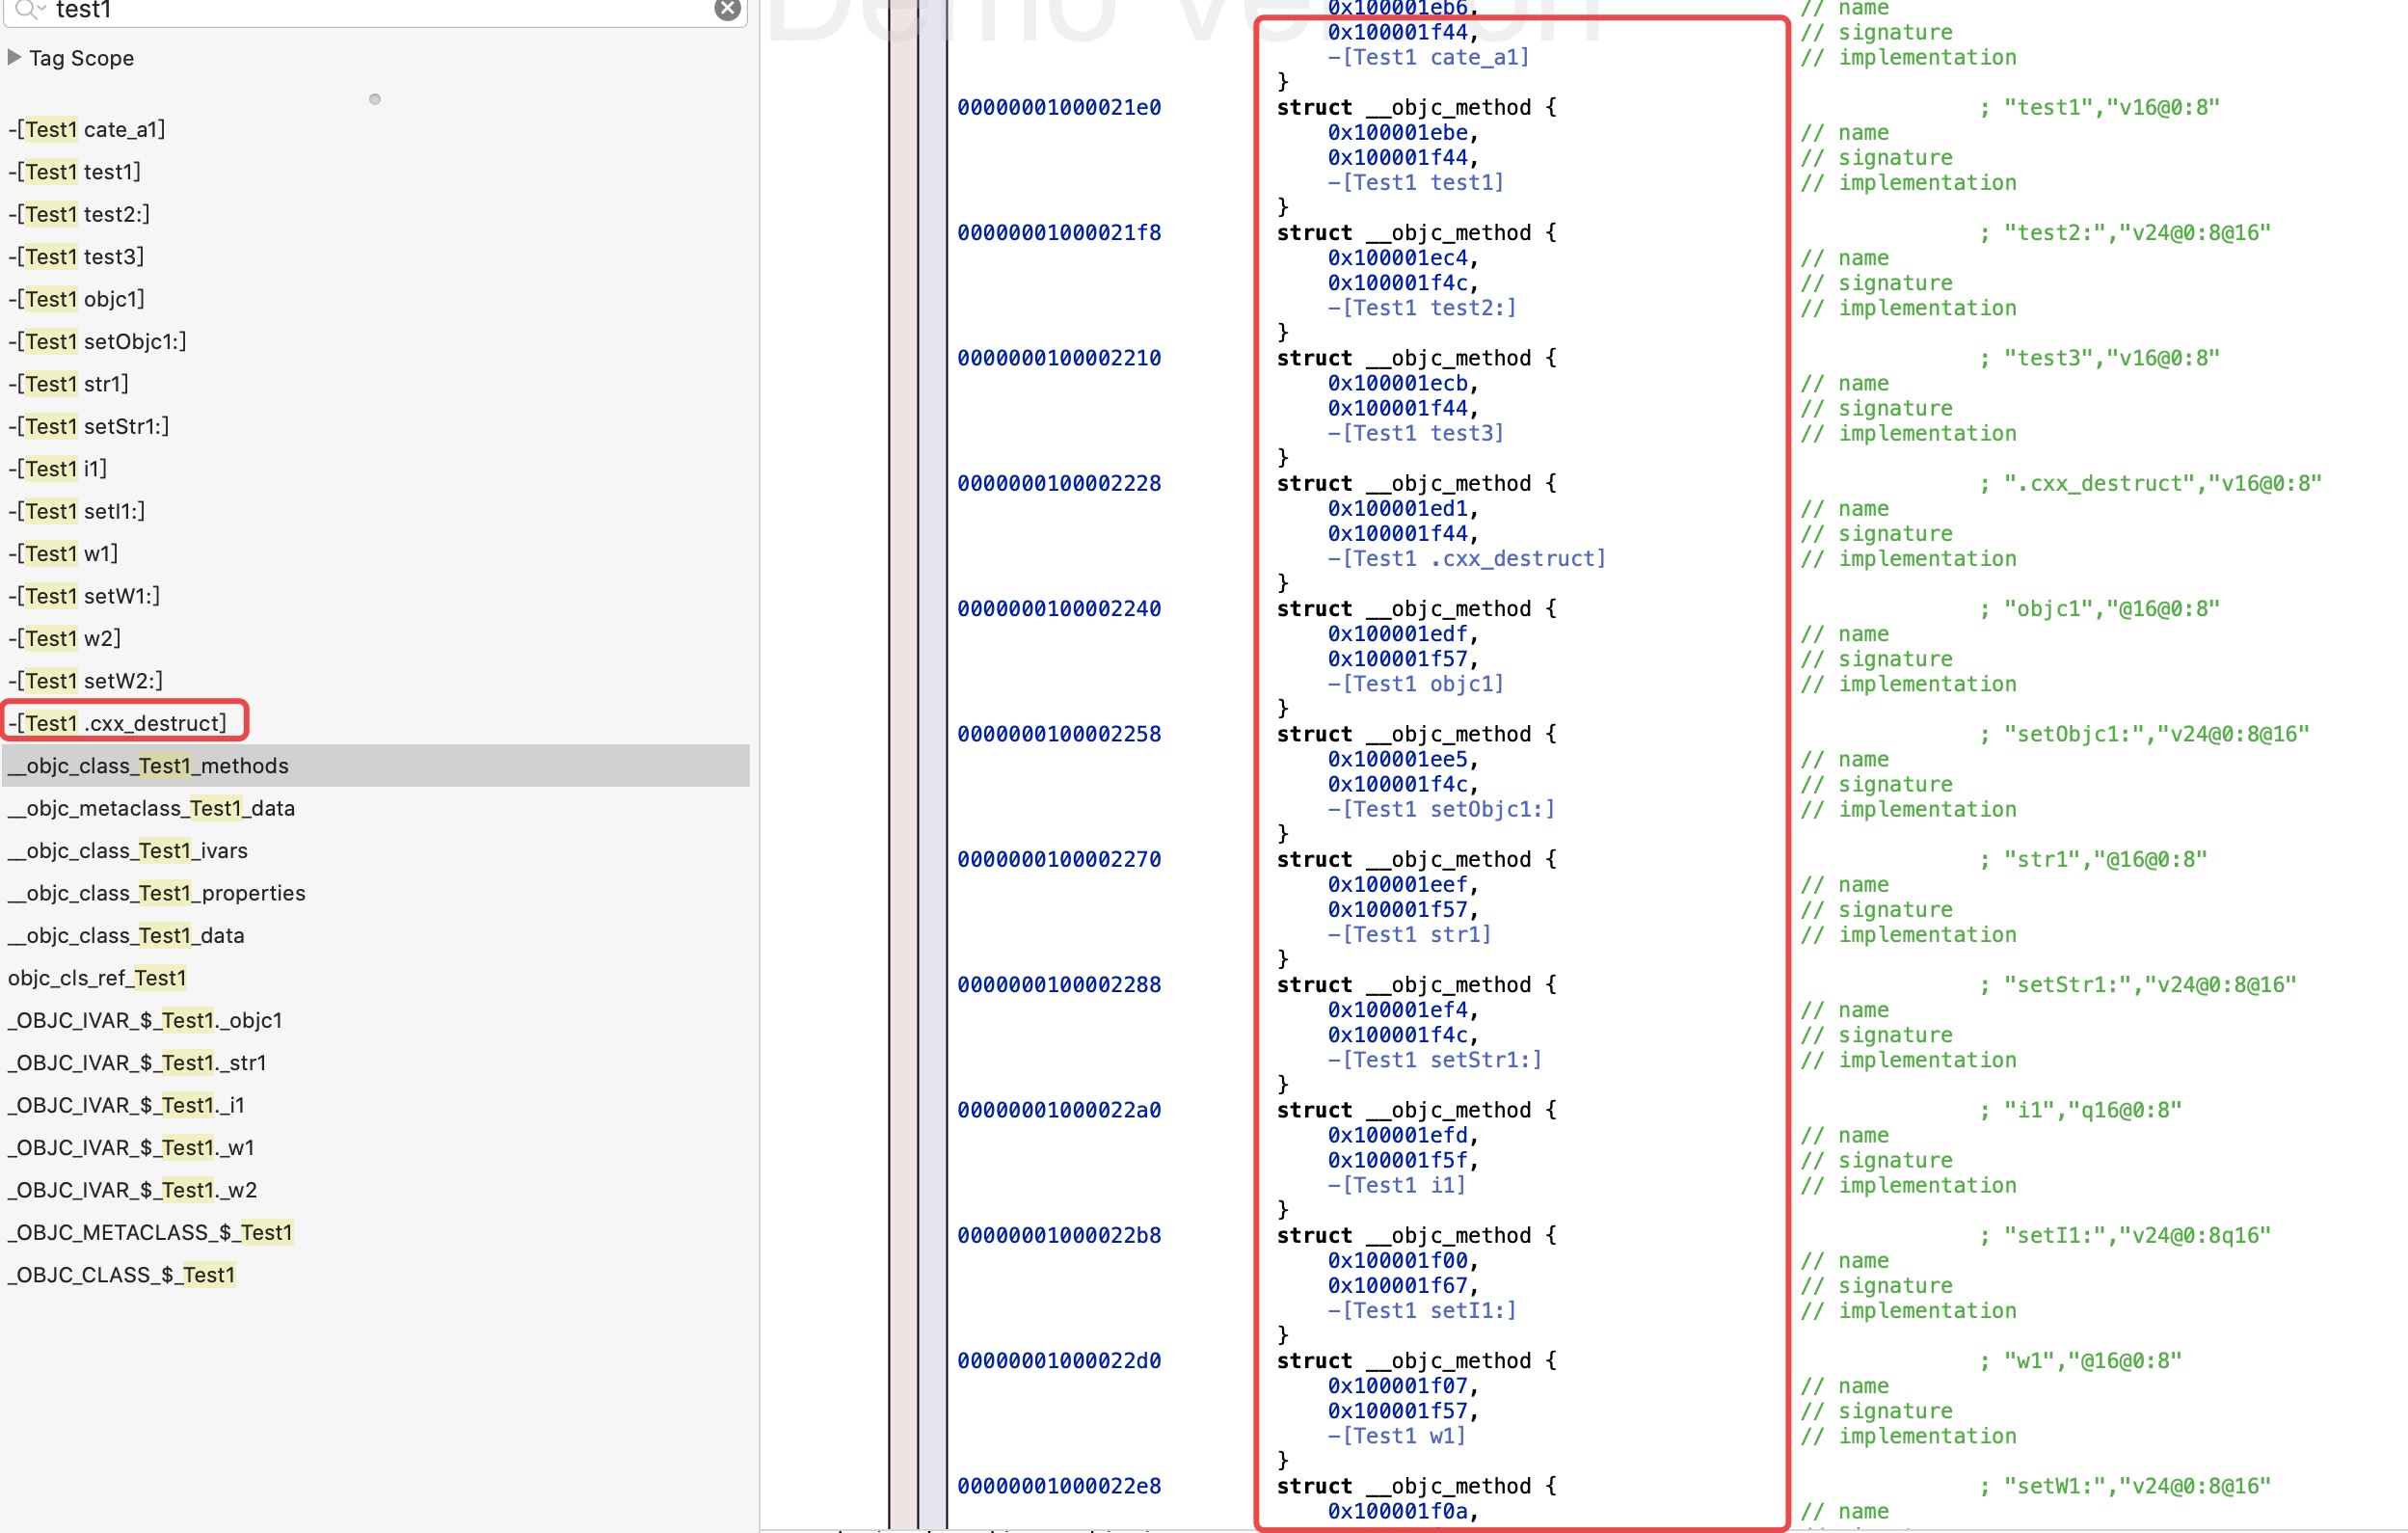 test1
Tag Scope
-[Test1 cate_a1]
-[Test1 test1]
-[Test1 test2:]
-[Test1 test3]
-[Test1 objc1]
-[Test1 setObjc1:]
-[Test1 str1]
-[Test1 setStr1:]
-[Test1 i1]
-[Test1 setI1:]
-[Test1 w1]
-[Test1 setW1:]
-[Test1 w2]
-[Test1 setW2:]
-[Test1 .cxx_destruct]
__objc_class_Test1_methods
__objc_metaclass_Test1_data
__objc_class_Test1_ivars
__objc_class_Test1_properties
__objc_class_Test1_data
objc_cls_ref_Test1
_OBJC_IVAR_$_Test1._objc1
_OBJC_IVAR_$_Test1._str1
_OBJC_IVAR_$_Test1._i1
_OBJC_IVAR_$_Test1._w1
_OBJC_IVAR_$_Test1._w2
_OBJC_METACLASS_$_Test1
_OBJC_CLASS_$_Test1
Demo Version
0x100001eb6, // name
0x100001f44, // signature
-[Test1 cate_a1] // implementation
}
00000001000021e0 struct __objc_method { ; "test1","v16@0:8"
0x100001ebe, // name
0x100001f44, // signature
-[Test1 test1] // implementation
}
00000001000021f8 struct __objc_method { ; "test2:","v24@0:8@16"
0x100001ec4, // name
0x100001f4c, // signature
-[Test1 test2:] // implementation
}
0000000100002210 struct __objc_method { ; "test3","v16@0:8"
0x100001ecb, // name
0x100001f44, // signature
-[Test1 test3] // implementation
}
0000000100002228 struct __objc_method { ; ".cxx_destruct","v16@0:8"
0x100001ed1, // name
0x100001f44, // signature
-[Test1 .cxx_destruct] // implementation
}
0000000100002240 struct __objc_method { ; "objc1","@16@0:8"
0x100001edf, // name
0x100001f57, // signature
-[Test1 objc1] // implementation
}
0000000100002258 struct __objc_method { ; "setObjc1:","v24@0:8@16"
0x100001ee5, // name
0x100001f4c, // signature
-[Test1 setObjc1:] // implementation
}
0000000100002270 struct __objc_method { ; "str1","@16@0:8"
0x100001eef, // name
0x100001f57, // signature
-[Test1 str1] // implementation
}
0000000100002288 struct __objc_method { ; "setStr1:","v24@0:8@16"
0x100001ef4, // name
0x100001f4c, // signature
-[Test1 setStr1:] // implementation
}
00000001000022a0 struct __objc_method { ; "i1","q16@0:8"
0x100001efd, // name
0x100001f5f, // signature
-[Test1 i1] // implementation
}
00000001000022b8 struct __objc_method { ; "setI1:","v24@0:8q16"
0x100001f00, // name
0x100001f67, // signature
-[Test1 setI1:] // implementation
}
00000001000022d0 struct __objc_method { ; "w1","@16@0:8"
0x100001f07, // name
0x100001f57, // signature
-[Test1 w1] // implementation
}
00000001000022e8 struct __objc_method { ; "setW1:","v24@0:8@16"
0x100001f0a, // name